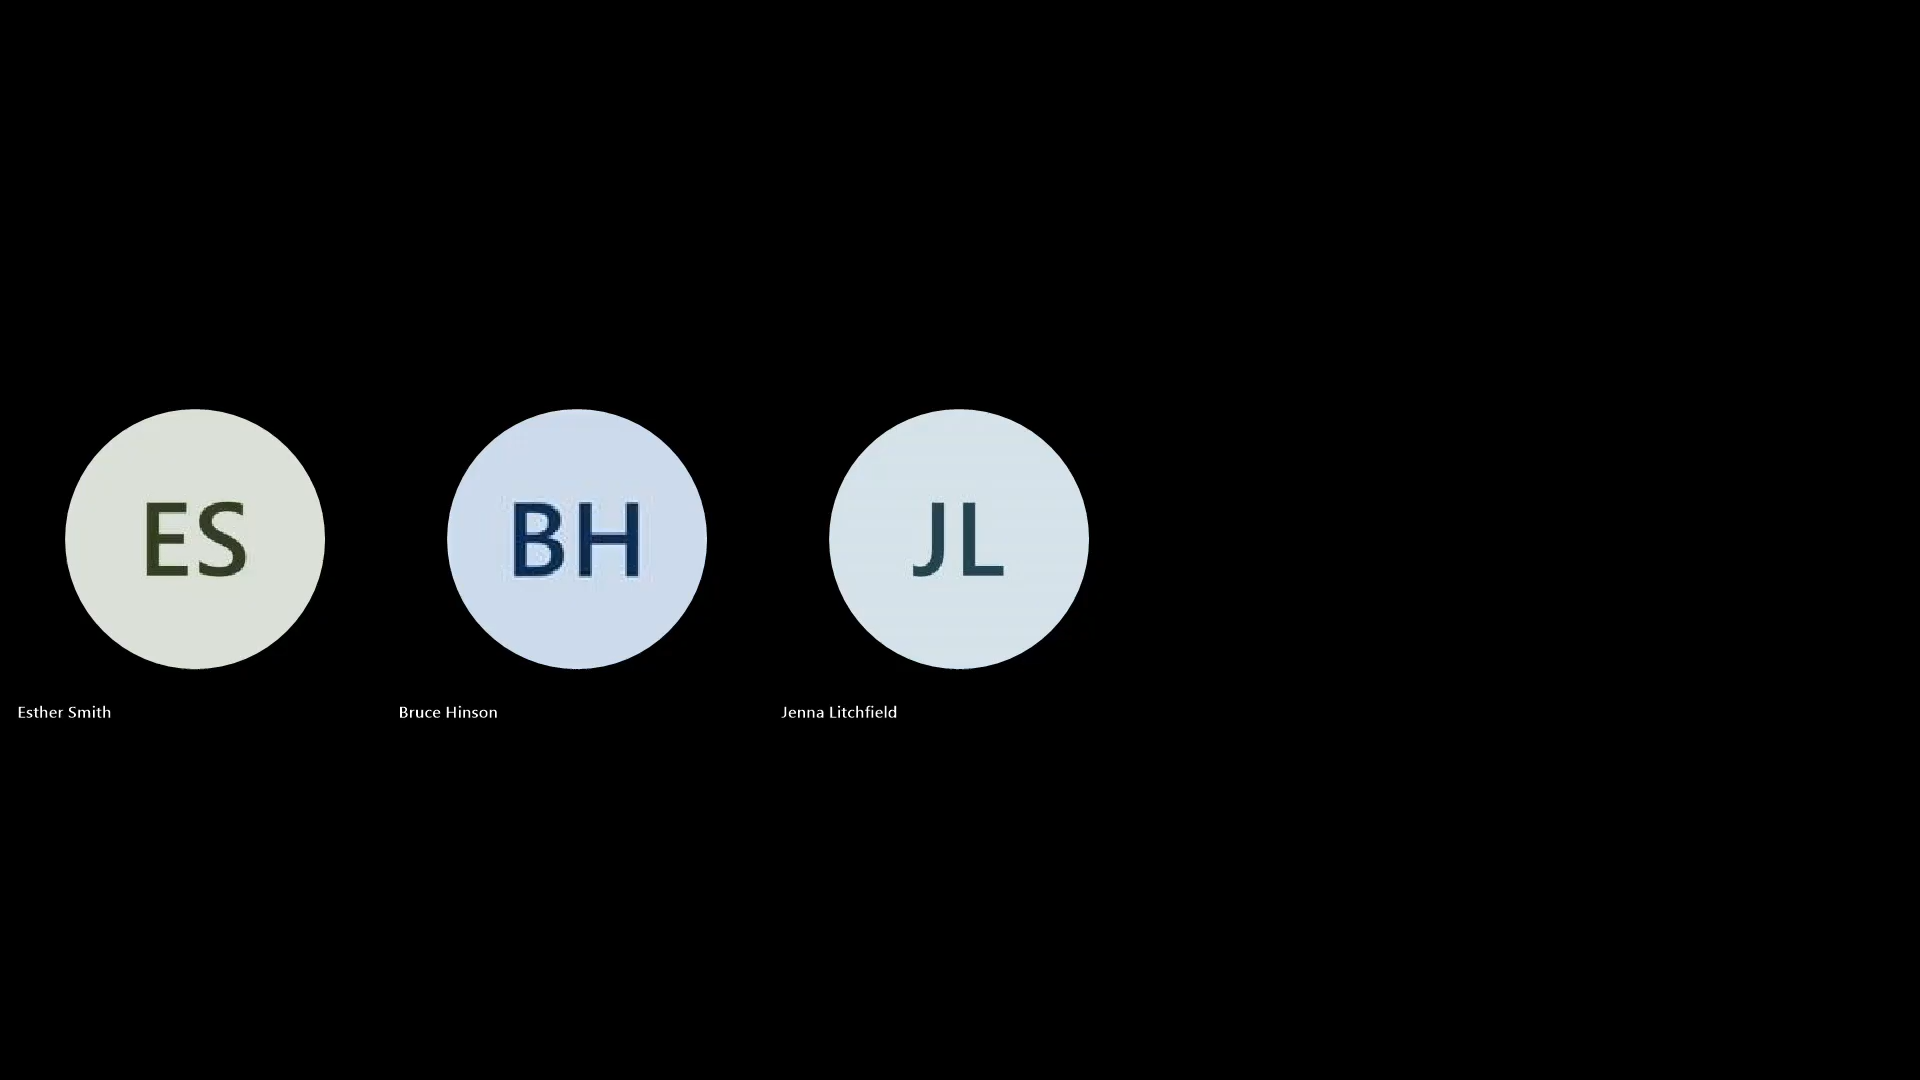 ES
BH
JL
Esther Smith
Bruce Hinson
Jenna Litchfield